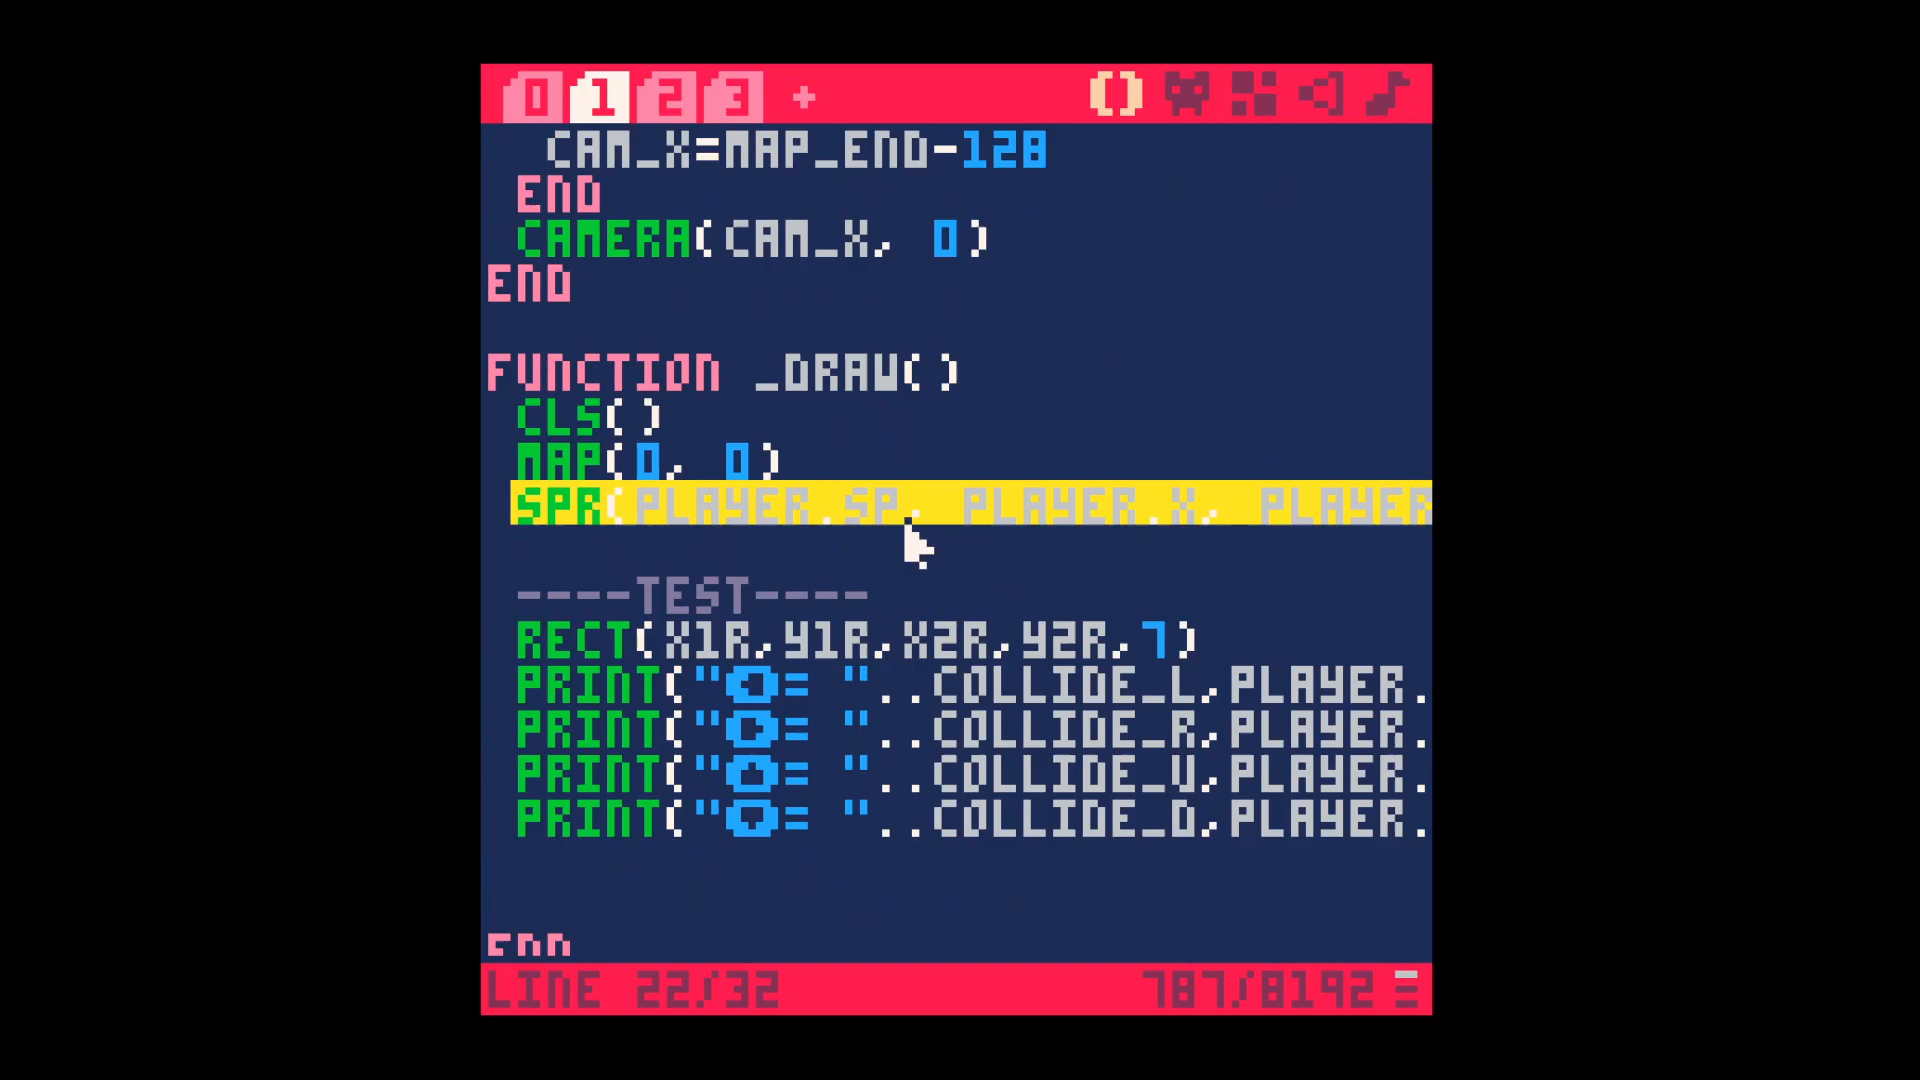 0 1 2 3 +
CAM_X=MAP_END-128
END
CAMERA(CAM_X, 0)
END
FUNCTION _DRAW()
CLS()
MAP(0, 0)
SPR(PLAYER.SP, PLAYER.X, PLAYER
----TEST----
RECT(X1R,Y1R,X2R,Y2R,7)
PRINT("⬅️= "..COLLIDE_L,PLAYER.
PRINT("➡️= "..COLLIDE_R,PLAYER.
PRINT("⬆️= "..COLLIDE_U,PLAYER.
PRINT("⬇️= "..COLLIDE_D,PLAYER.
END
LINE 22/32 787/8192